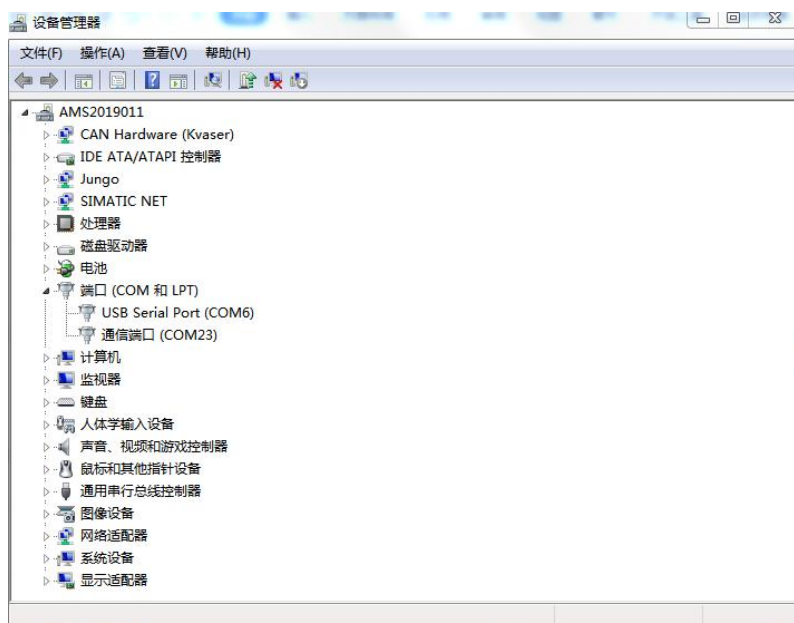 设备管理器
文件(F) 操作(A) 查看(V) 帮助(H)
AMS2019011
CAN Hardware (Kvaser)
IDE ATA/ATAPI 控制器
Jungo
SIMATIC NET
处理器
磁盘驱动器
电池
端口 (COM 和 LPT)
USB Serial Port (COM6)
通信端口 (COM23)
计算机
监视器
键盘
人体学输入设备
声音、视频和游戏控制器
鼠标和其他指针设备
通用串行总线控制器
图像设备
网络适配器
系统设备
显示适配器